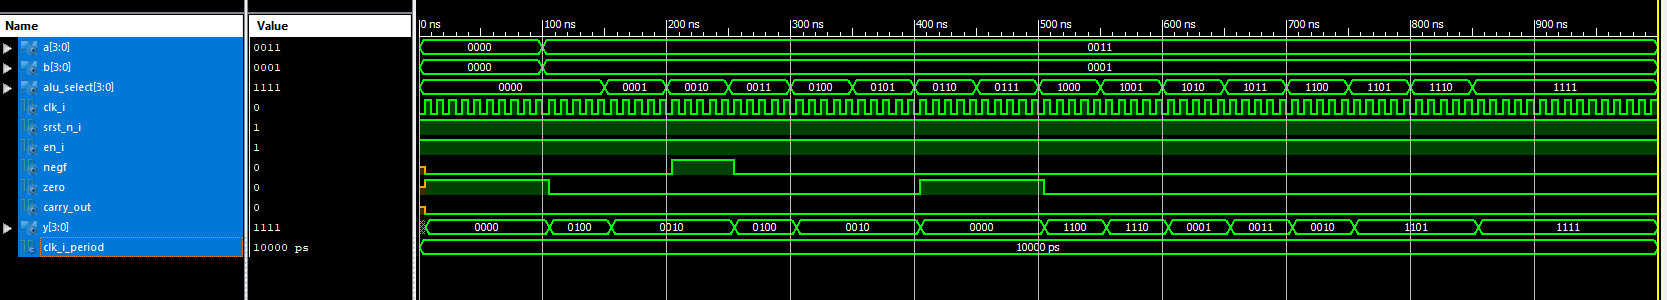 Name Value 0 ns 100 ns 200 ns 300 ns 400 ns 500 ns 600 ns 700 ns 800 ns 900 ns
a[3:0] 0011 0000 0011
b[3:0] 0001 0000 0001
alu_select[3:0] 1111 0000 0001 0010 0011 0100 0101 0110 0111 1000 1001 1010 1011 1100 1101 1110 1111
clk_i 0
srst_n_i 1
en_i 1
negf 0
zero 0
carry_out 0
y[3:0] 1111 0000 0100 0010 0100 0010 0000 1100 1110 0001 0011 0010 1101 1111
clk_i_period 10000 ps 10000 ps